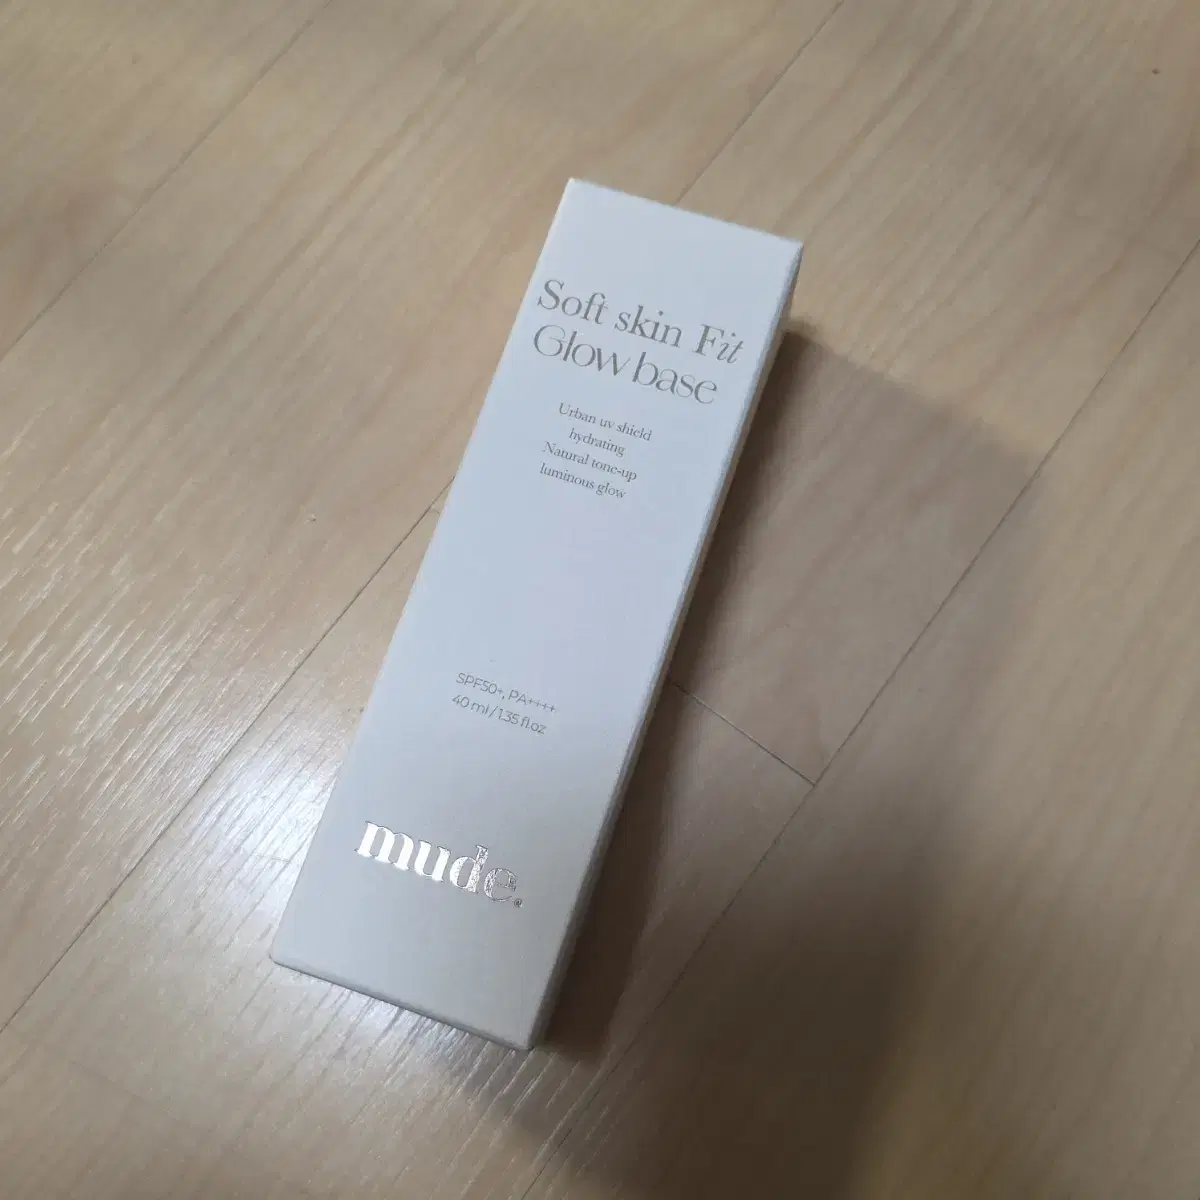 Soft skin Fit
Glow base
Urban uv shield
hydrating
Natural tone-up
luminous glow
SPF50+, PA++++
40 ml / 1.35 fl.oz
mude.